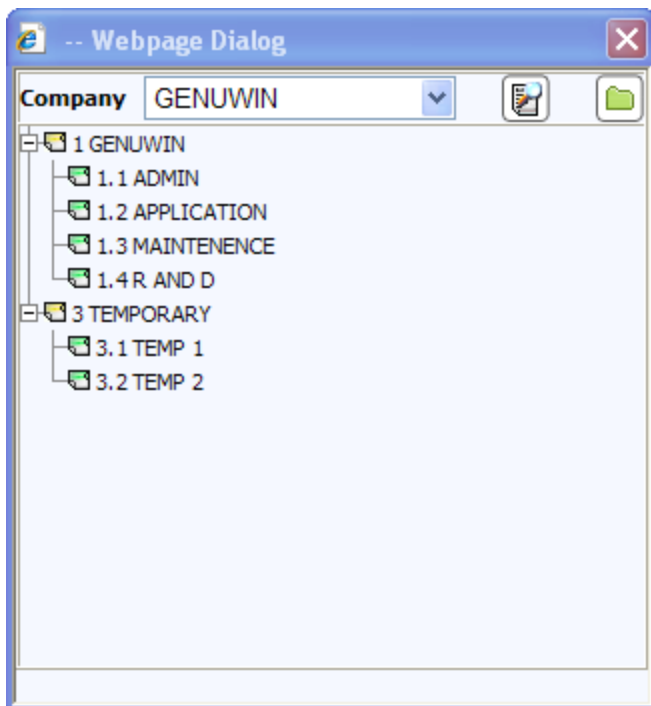 -- Webpage Dialog
Company GENUWIN
1 GENUWIN
1.1 ADMIN
1.2 APPLICATION
1.3 MAINTENENCE
1.4 R AND D
3 TEMPORARY
3.1 TEMP 1
3.2 TEMP 2